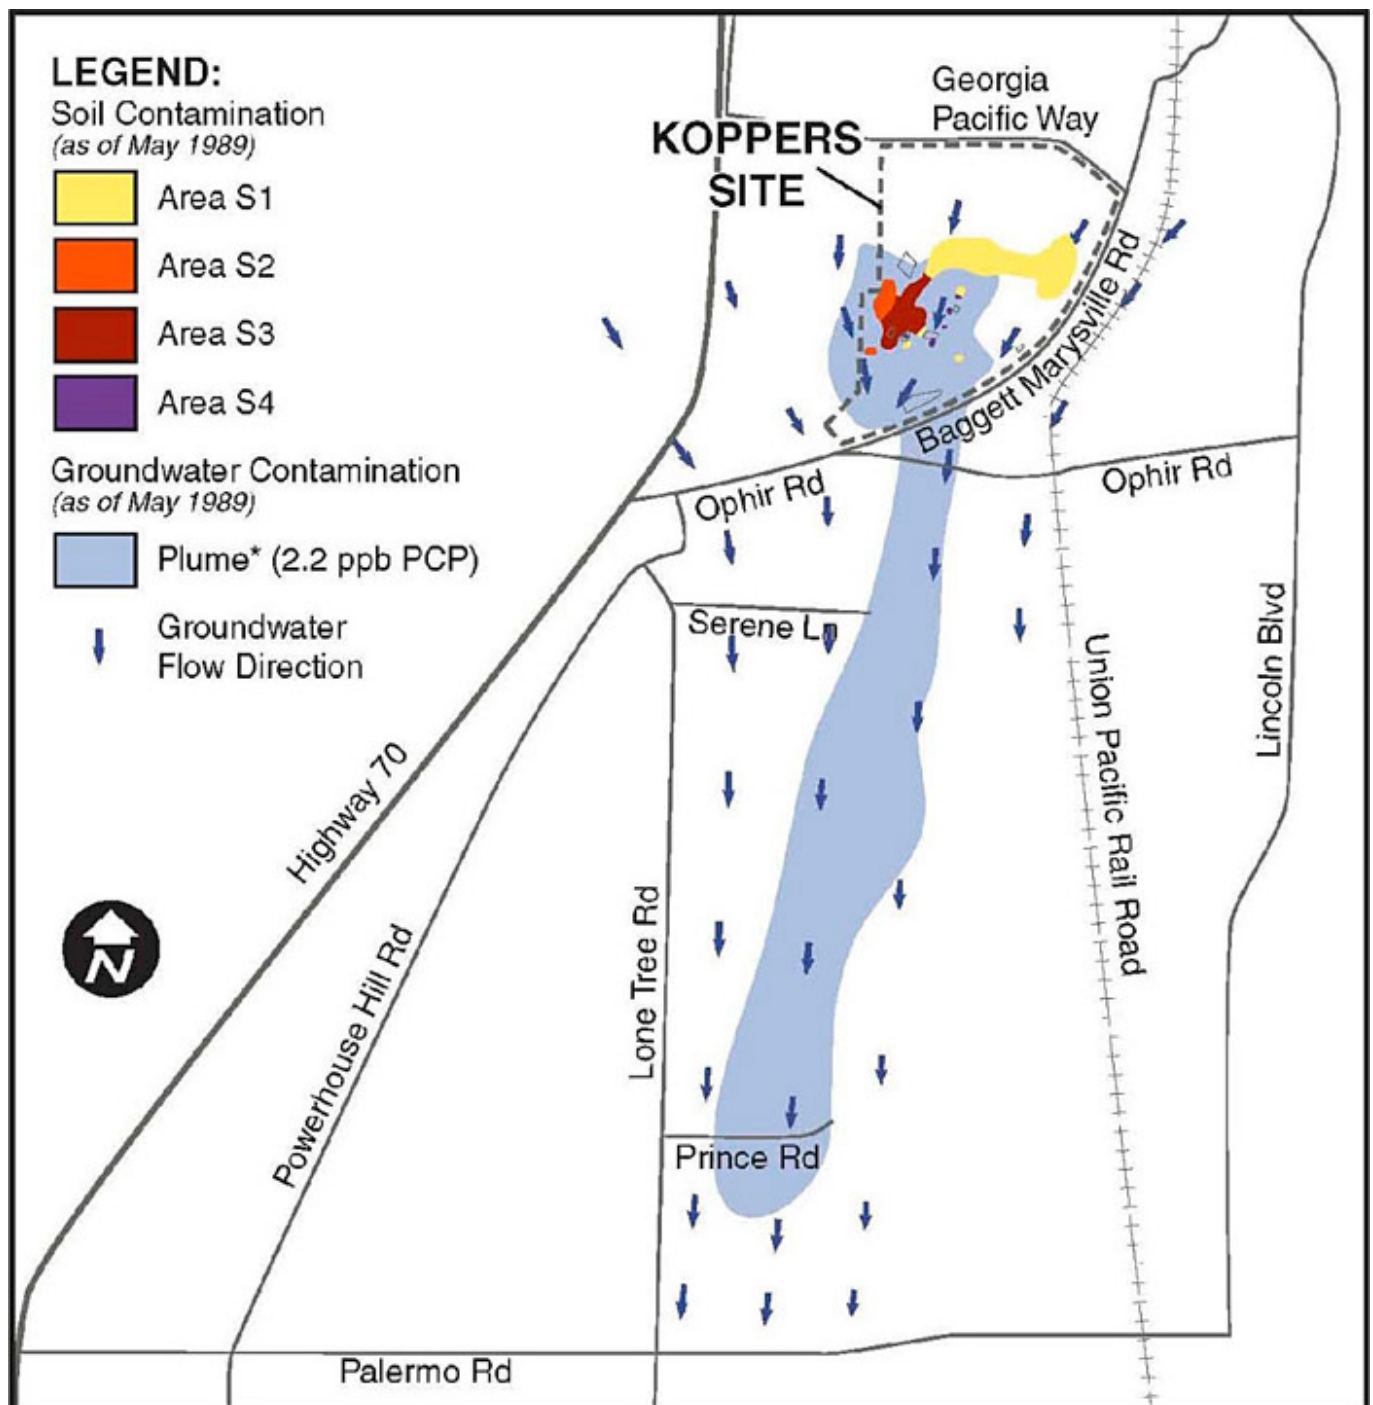 LEGEND:
Soil Contamination
(as of May 1989)
Area S1
Area S2
Area S3
Area S4
Groundwater Contamination
(as of May 1989)
Plume* (2.2 ppb PCP)
Groundwater
Flow Direction
Georgia
Pacific Way
KOPPERS
SITE
Baggett Marysville Rd
Ophir Rd
Ophir Rd
Serene Ln
Highway 70
Powerhouse Hill Rd
Lone Tree Rd
Union Pacific Rail Road
Lincoln Blvd
N
Prince Rd
Palermo Rd